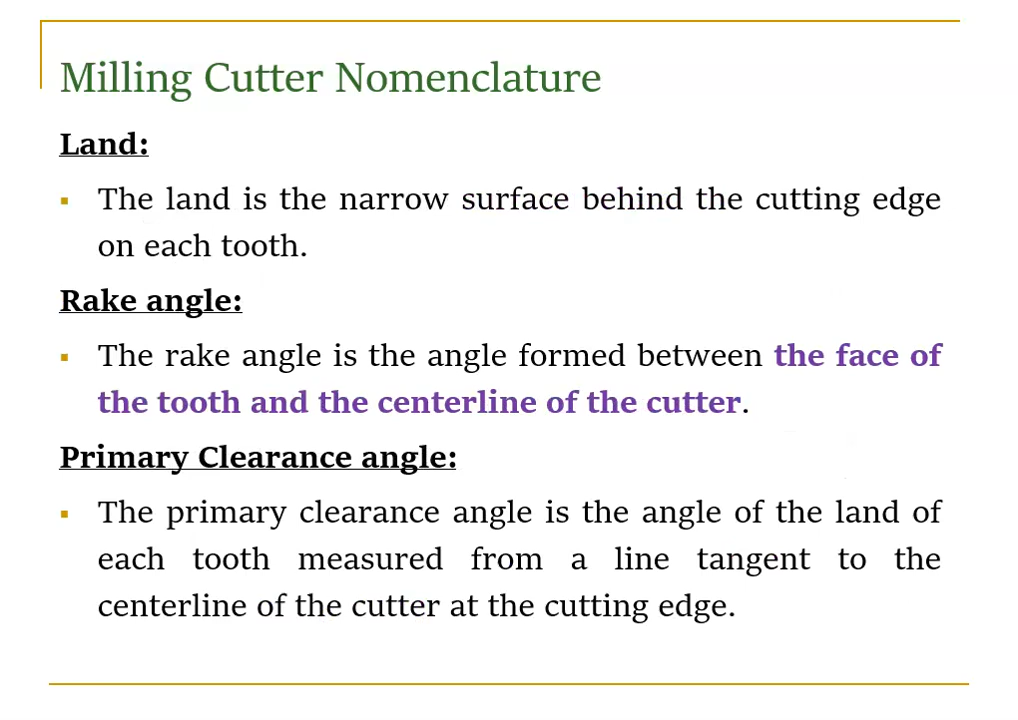 Milling Cutter Nomenclature
Land:
▪ The land is the narrow surface behind the cutting edge
on each tooth.
Rake angle:
▪ The rake angle is the angle formed between the face of
the tooth and the centerline of the cutter.
Primary Clearance angle:
▪ The primary clearance angle is the angle of the land of
each tooth measured from a line tangent to the
centerline of the cutter at the cutting edge.